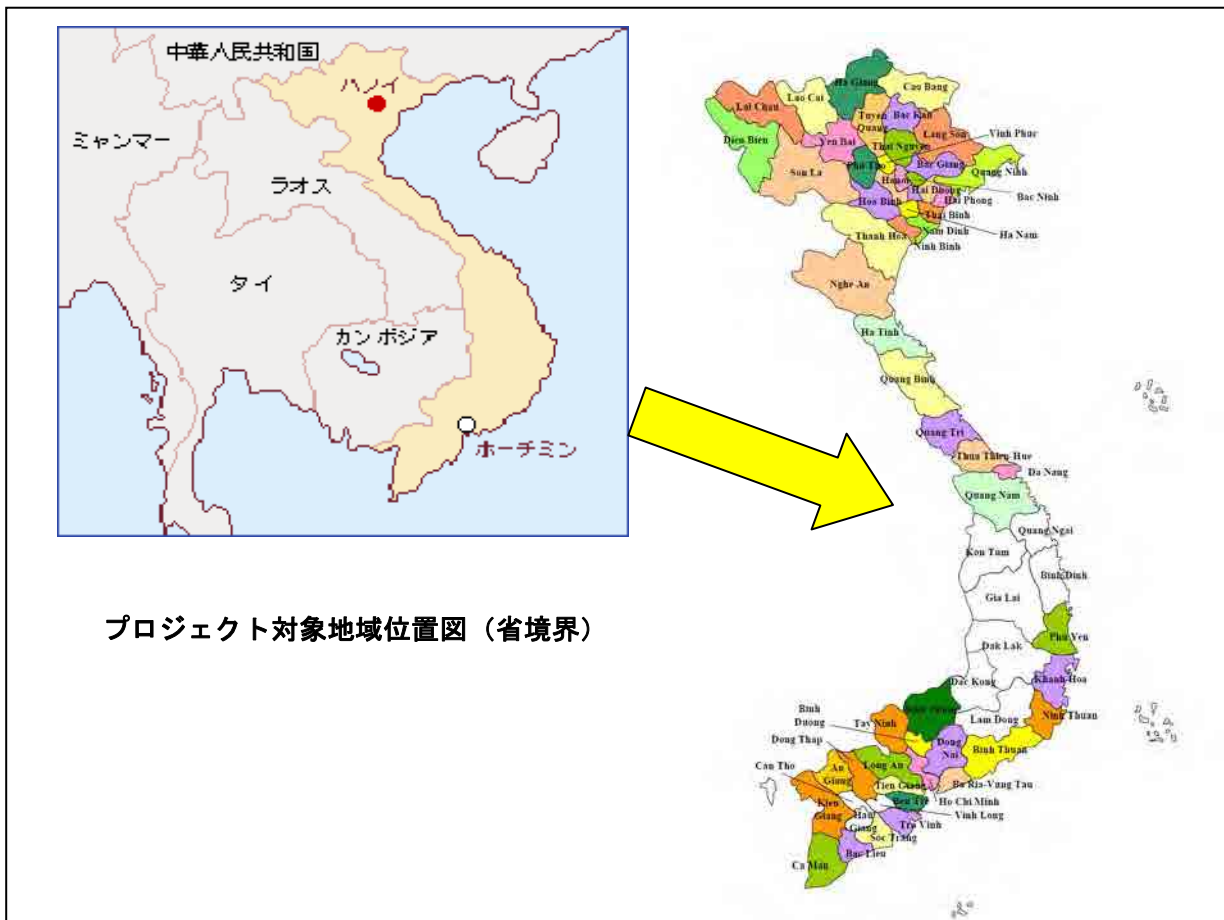 中華人民共和国
ハノイ
ミャンマー
ラオス
タイ
カンボジア
ホーチミン
プロジェクト対象地域位置図（省境界）
Ha Giang
Lao Cai
Cao Bang
Lai Chau
Tuyen
Quang
Bac Kan
Dien Bien
Yen Bai
Thai Nguyen
Lang Son
Vinh Phuc
Phu Tho
Bac Giang
Son La
Hanoi
Quang Ninh
Hai Dhong
Bac Ninh
Hoa Binh
Hai Phong
Thai Binh
Thanh Hoa
Nam Dinh
Ha Nam
Ninh Binh
Nghe An
Ha Tinh
Quang Binh
Quang Tri
Thua Thien-Hue
Da Nang
Quang Nam
Quang Ngai
Kon Tum
Binh Dinh
Gia Lai
Phu Yen
Dak Lak
Dac Kong
Khanh Hoa
Binh
Duong
Tay Ninh
Lam Dong
Ninh Thuan
Dong Thap
Dong
Nai
Binh Thuan
Can Tho
An
Giang
Long An
Tien Giang
Ba Ria-Vung Tau
Kien
Giang
Ben Tre
Ho Chi Minh
Hau
Giang
Vinh Long
Tra Vinh
Soc Trang
Bac Lieu
Ca Mau